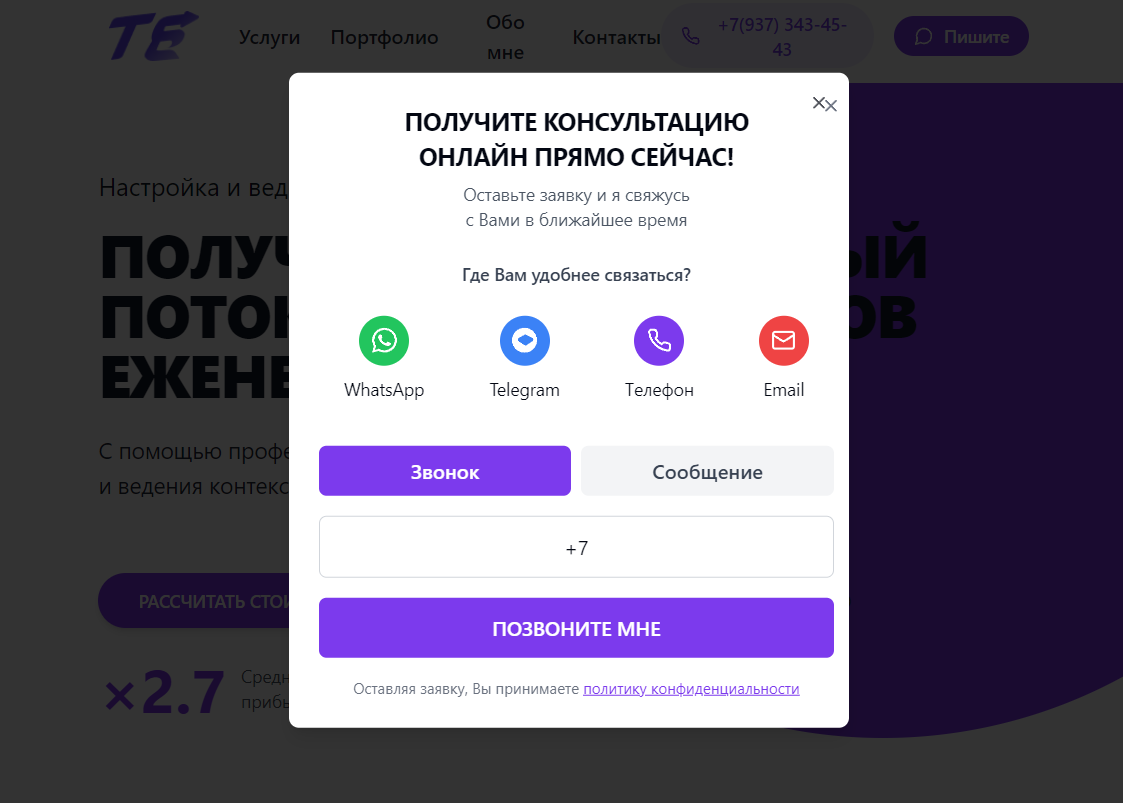 ТЕ
Услуги
Портфолио
Обо
мне
Контакты
+7(937) 343-45-
43
Пишите
ПОЛУЧИТЕ КОНСУЛЬТАЦИЮ
ОНЛАЙН ПРЯМО СЕЙЧАС!
Оставьте заявку и я свяжусь
с Вами в ближайшее время
Где Вам удобнее связаться?
WhatsApp
Telegram
Телефон
Email
Звонок
Сообщение
+7
ПОЗВОНИТЕ МНЕ
Оставляя заявку, Вы принимаете политику конфиденциальности
Настройка и вед
ПОЛУЧ ЫЙ
ПОТОК ОВ
ЕЖЕНЕ
С помощью профе
и ведения контекс
РАССЧИТАТЬ СТОИ
×2.7
Средн
прибы